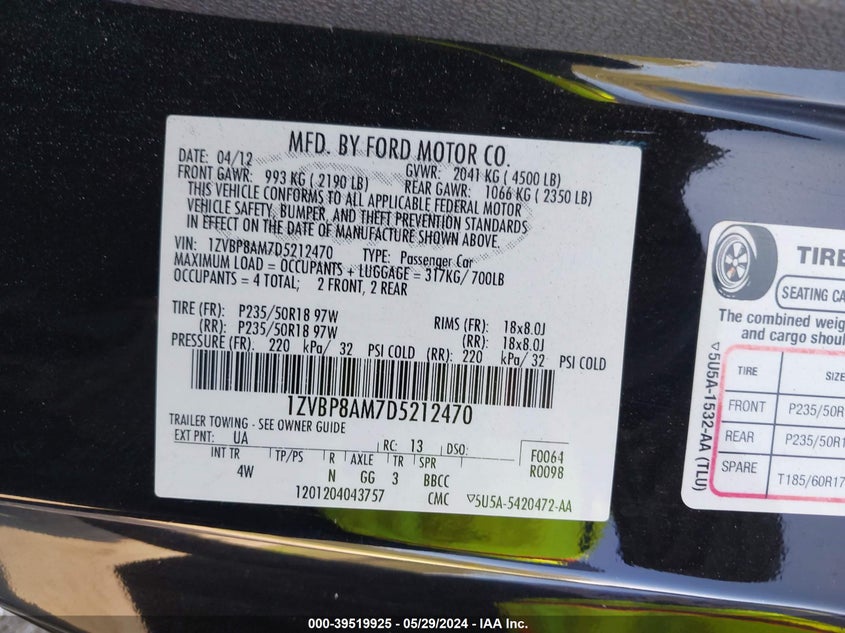 MFD. BY FORD MOTOR CO.
DATE: 04/12 GVWR: 2041 KG ( 4500 LB)
FRONT GAWR: 993 KG ( 2190 LB) REAR GAWR: 1066 KG ( 2350 LB)
THIS VEHICLE CONFORMS TO ALL APPLICABLE FEDERAL MOTOR
VEHICLE SAFETY, BUMPER, AND THEFT PREVENTION STANDARDS
IN EFFECT ON THE DATE OF MANUFACTURE SHOWN ABOVE.
VIN: 1ZVBP8AM7D5212470 TYPE: Passenger Car
MAXIMUM LOAD = OCCUPANTS + LUGGAGE = 317KG/700LB
OCCUPANTS = 4 TOTAL; 2 FRONT, 2 REAR
TIRE (FR): P235/50R18 97W RIMS (FR): 18x8.0J
(RR): P235/50R18 97W (RR): 18x8.0J
PRESSURE (FR): 220 kPa/ 32 PSI COLD (RR): 220 kPa/ 32 PSI COLD
1ZVBP8AM7D5212470
TRAILER TOWING - SEE OWNER GUIDE
EXT PNT: UA RC: 13 DSO: F0064
INT TR TP/PS R AXLE TR SPR R0098
4W N GG 3 BBCC
1201204043757 CMC ▽5U5A-5420472-AA
TIRE
SEATING CA
The combined weig
and cargo shoul
TIRE SIZE
FRONT P235/50R
REAR P235/50R1
SPARE T185/60R17
▽5U5A-1532-AA (TLU)
000-39519925 - 05/29/2024 - IAA Inc.